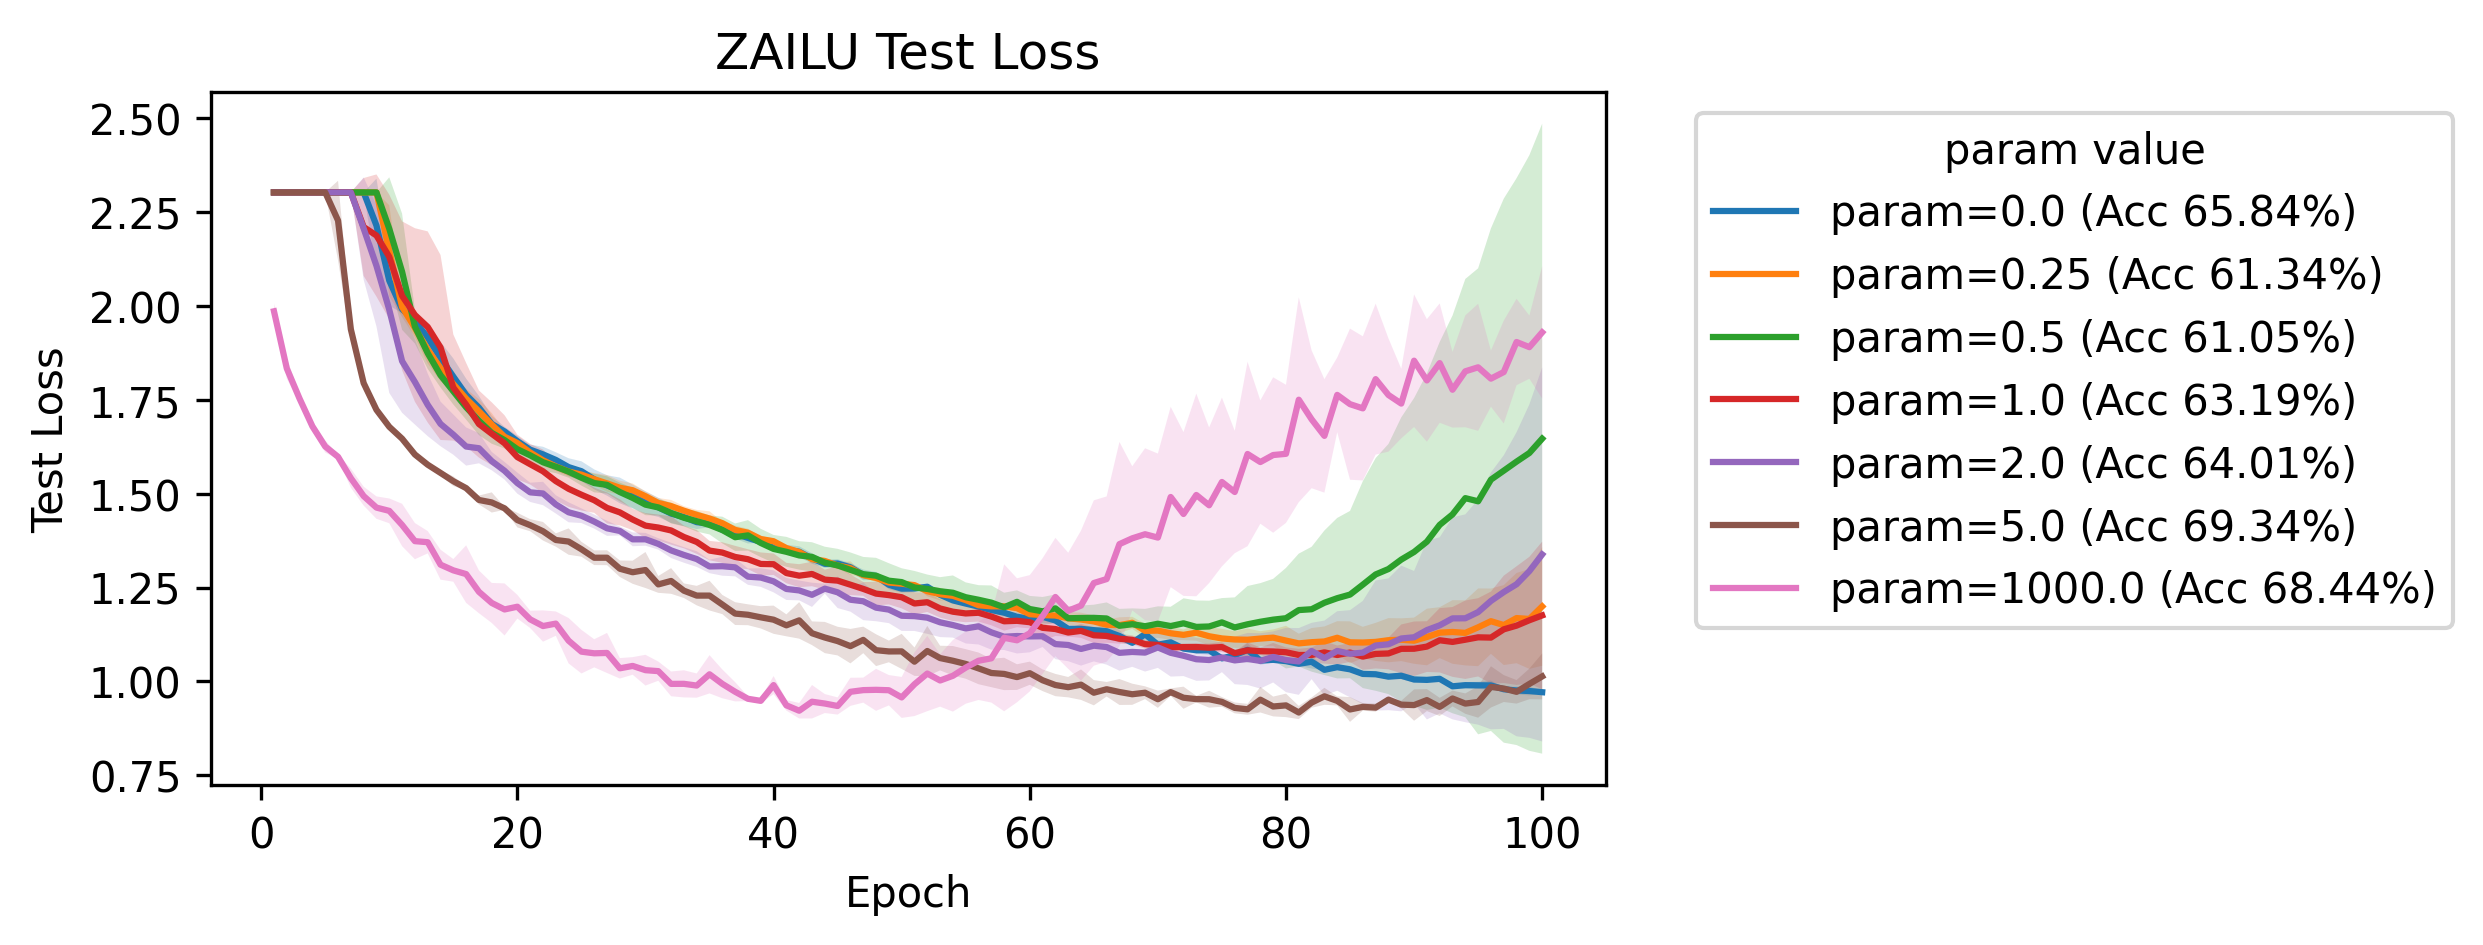 ZAILU Test Loss
Test Loss
2.50
2.25
2.00
1.75
1.50
1.25
1.00
0.75
0
20
40
60
80
100
Epoch
param value
param=0.0 (Acc 65.84%)
param=0.25 (Acc 61.34%)
param=0.5 (Acc 61.05%)
param=1.0 (Acc 63.19%)
param=2.0 (Acc 64.01%)
param=5.0 (Acc 69.34%)
param=1000.0 (Acc 68.44%)